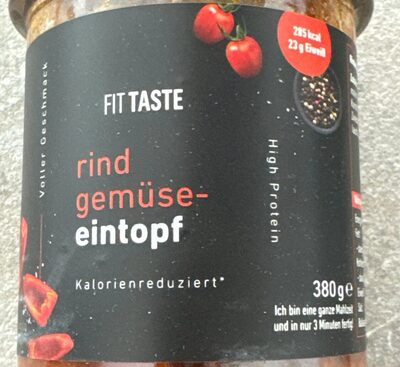 285 kcal
23 g Eiweiß
Voller Geschmack
FIT TASTE
rind
gemüse-
eintopf
High Protein
Kalorienreduziert*
380g e
Ich bin eine ganze Mahlzeit
und in nur 3 Minuten fertig!